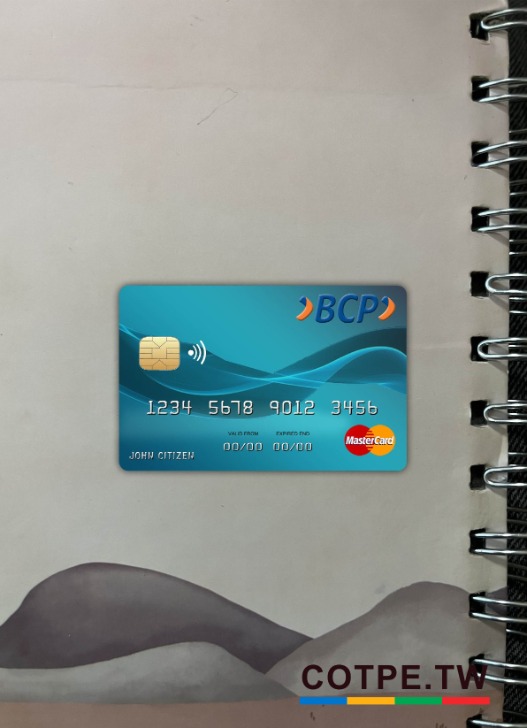 BCP
1234 5678 9012 3456
VALID FROM EXPIRES END
00/00 00/00
JOHN CITIZEN
MasterCard
COTPE.TW